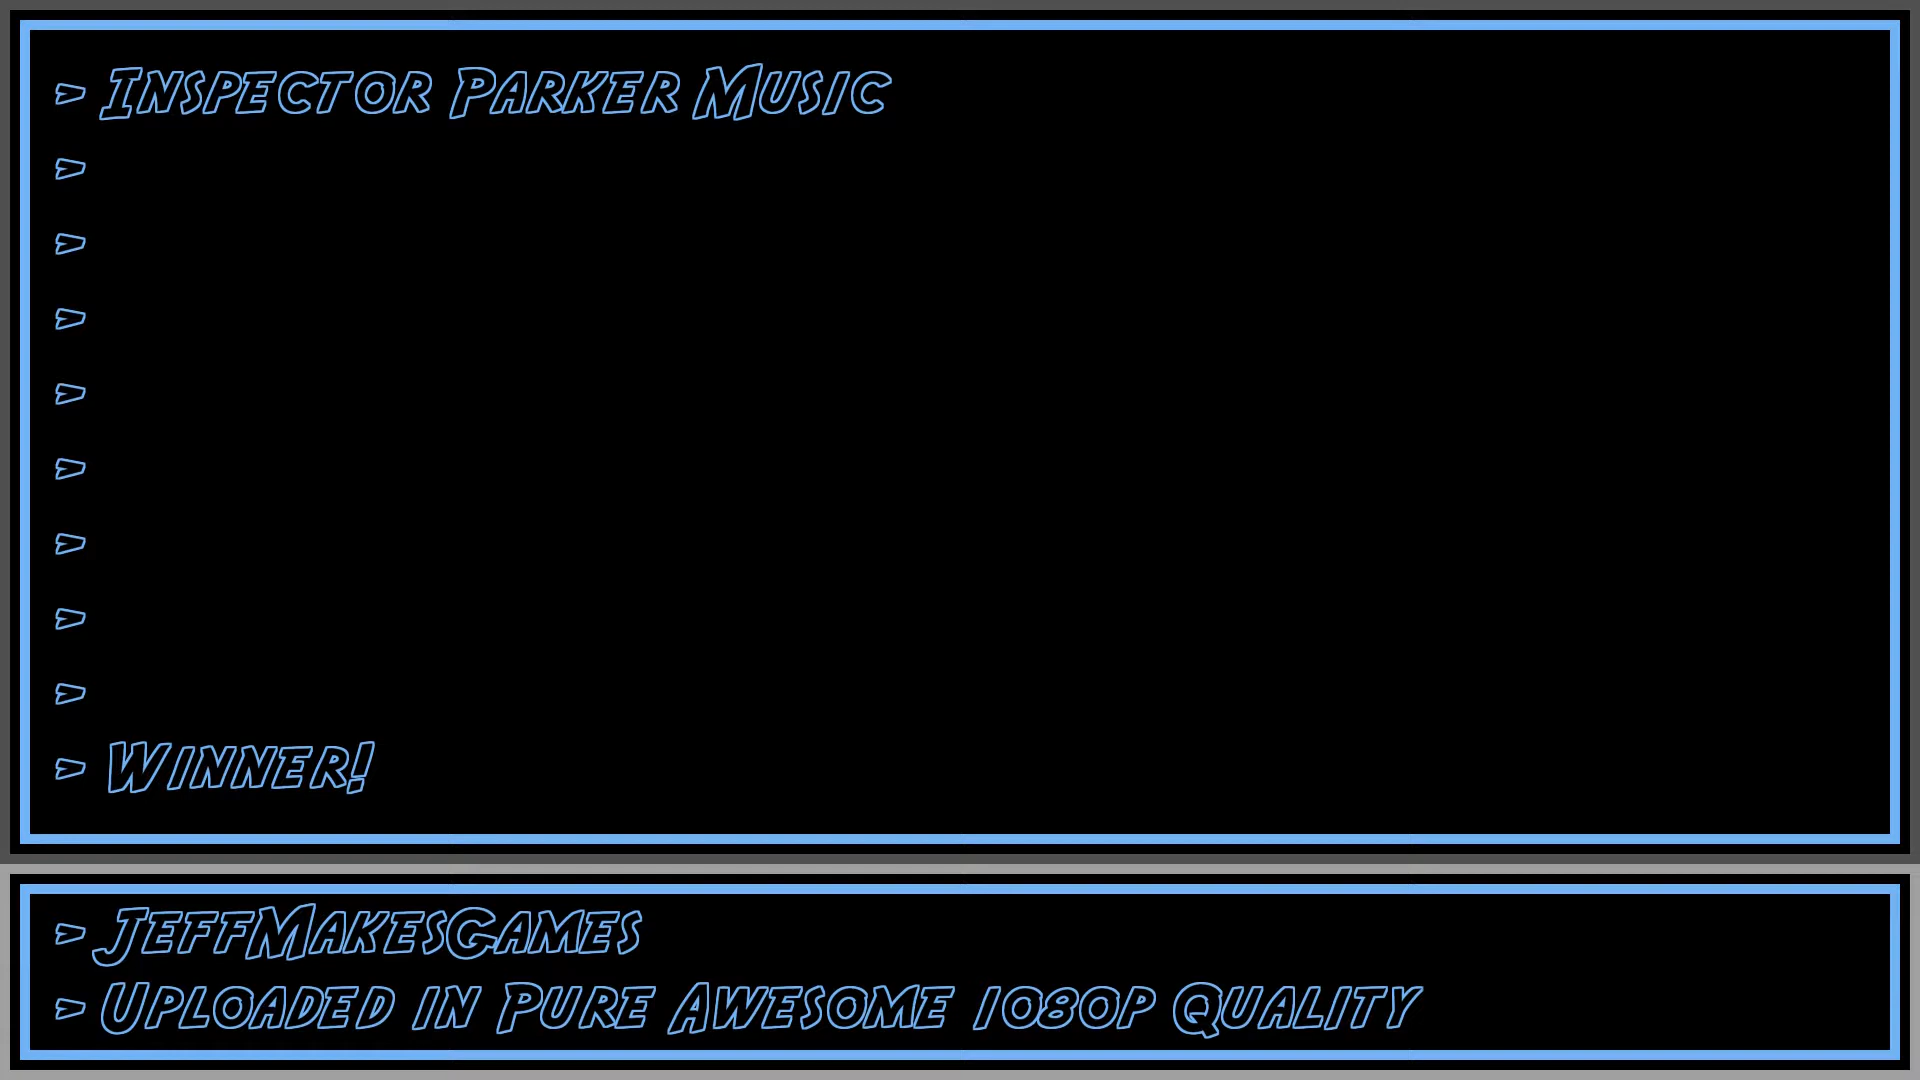 > Inspector Parker Music
>
>
>
>
>
>
>
>
> Winner!
> JeffMakesGames
> Uploaded in Pure Awesome 1080p Quality